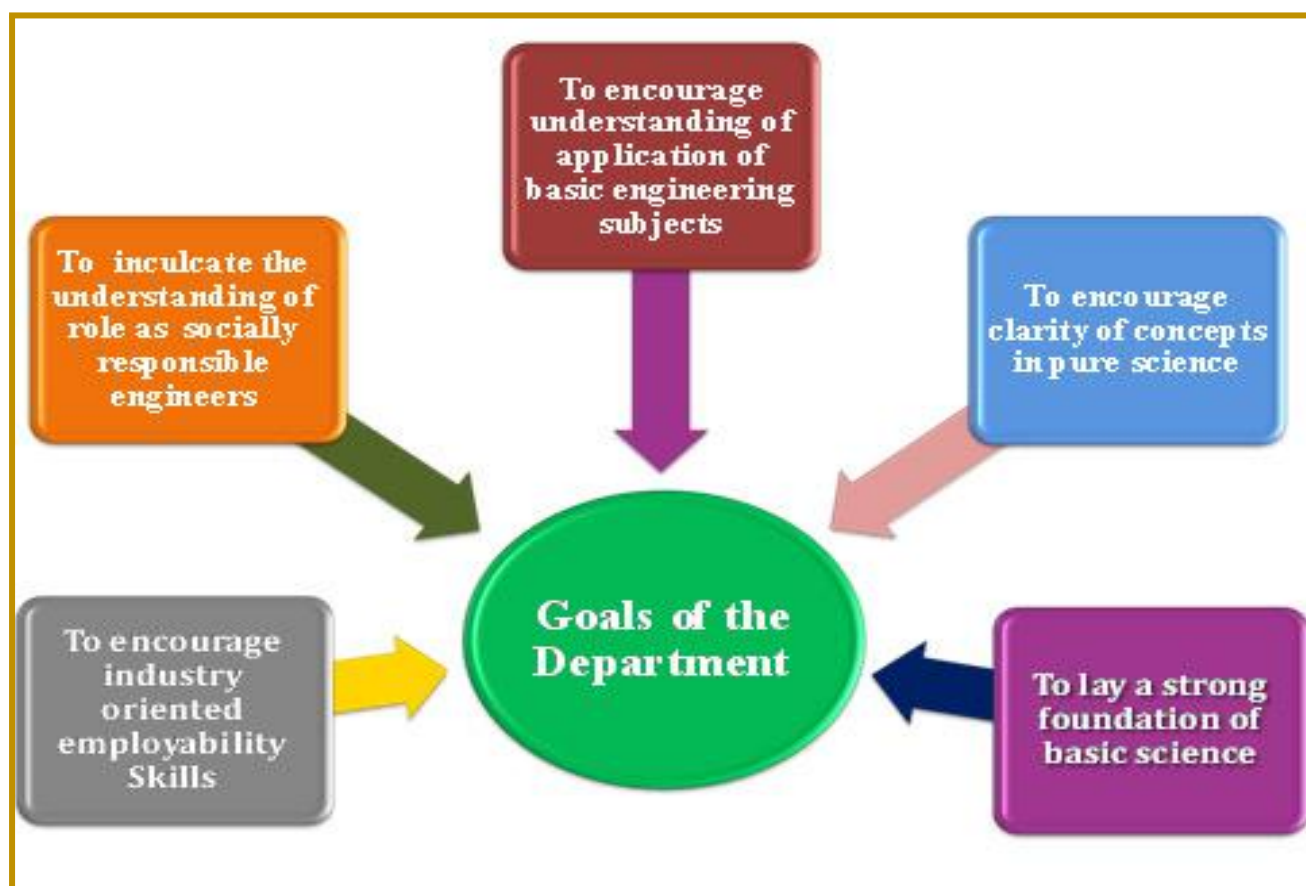 To encourage
understanding of
application of
basic engineering
subjects
To inculcate the
understanding of
role as socially
responsible
engineers
To encourage
clarity of concepts
in pure science
Goals of the
Department
To encourage
industry
oriented
employability
Skills
To lay a strong
foundation of
basic science